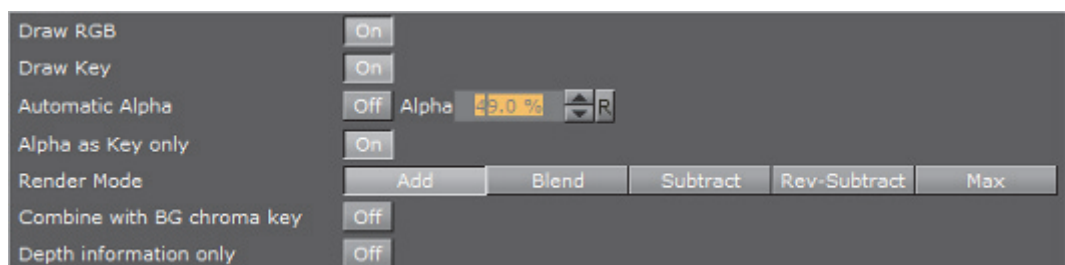 Draw RGB On
Draw Key On
Automatic Alpha Off Alpha 49.0 % R
Alpha as Key only On
Render Mode Add Blend Subtract Rev-Subtract Max
Combine with BG chroma key Off
Depth information only Off